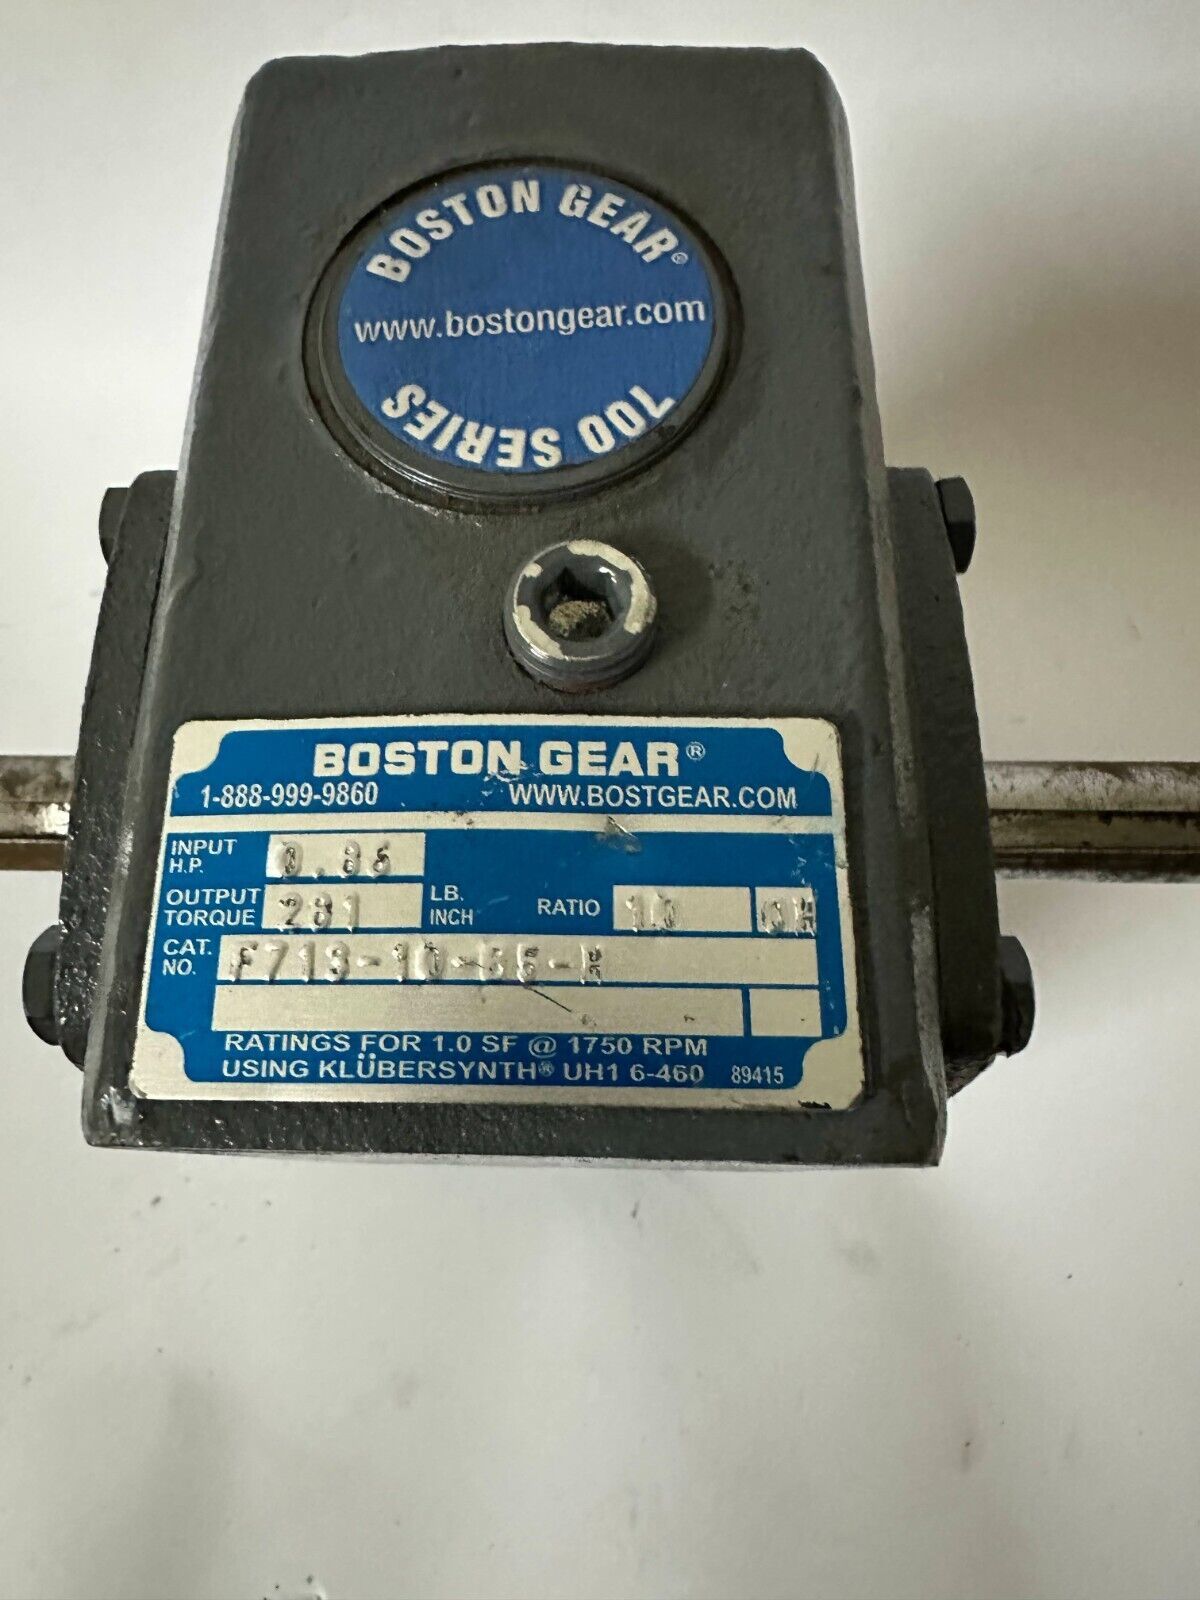 BOSTON GEAR®
www.bostongear.com
700 SERIES
BOSTON GEAR®
1-888-999-9860 WWW.BOSTGEAR.COM
INPUT H.P. 0.86
OUTPUT TORQUE 281 LB. INCH RATIO 10
CAT. NO.
RATINGS FOR 1.0 SF @ 1750 RPM
USING KLÜBERSYNTH® UH1 6-460 89415